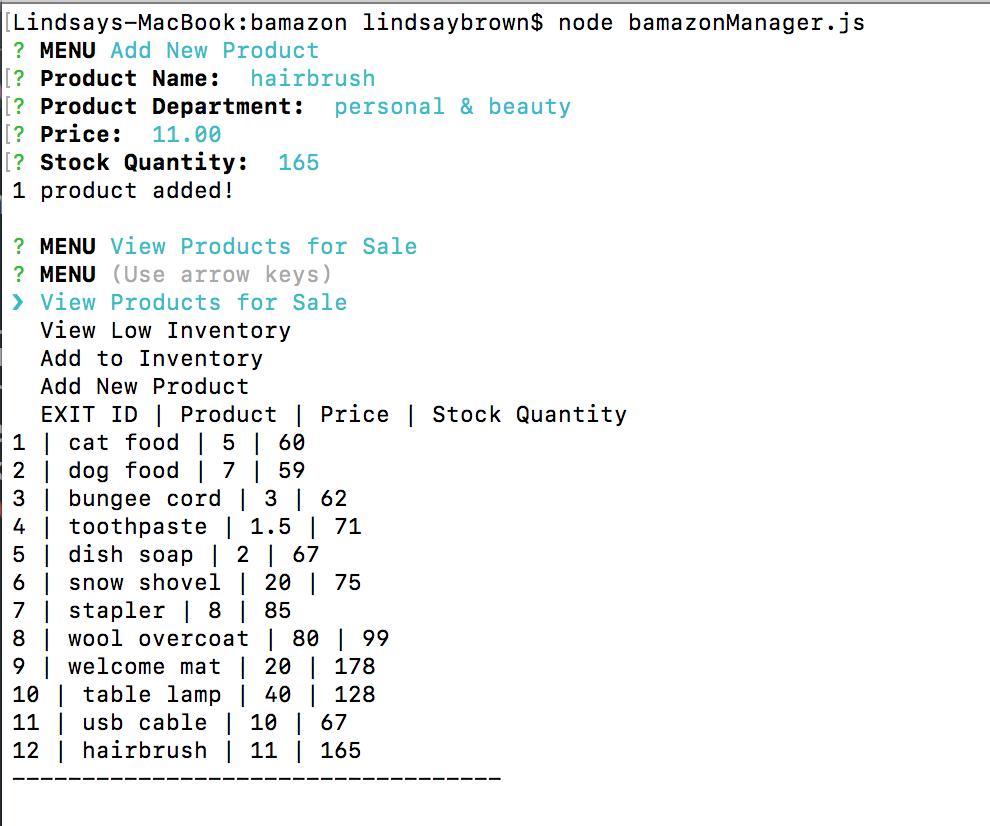 [Lindsays-MacBook:bamazon lindsaybrown$ node bamazonManager.js
? MENU Add New Product
[? Product Name:  hairbrush
[? Product Department:  personal & beauty
[? Price:  11.00
[? Stock Quantity:  165
1 product added!
? MENU View Products for Sale
? MENU (Use arrow keys)
❯ View Products for Sale
  View Low Inventory
  Add to Inventory
  Add New Product
  EXIT ID | Product | Price | Stock Quantity
1 | cat food | 5 | 60
2 | dog food | 7 | 59
3 | bungee cord | 3 | 62
4 | toothpaste | 1.5 | 71
5 | dish soap | 2 | 67
6 | snow shovel | 20 | 75
7 | stapler | 8 | 85
8 | wool overcoat | 80 | 99
9 | welcome mat | 20 | 178
10 | table lamp | 40 | 128
11 | usb cable | 10 | 67
12 | hairbrush | 11 | 165
-----------------------------------